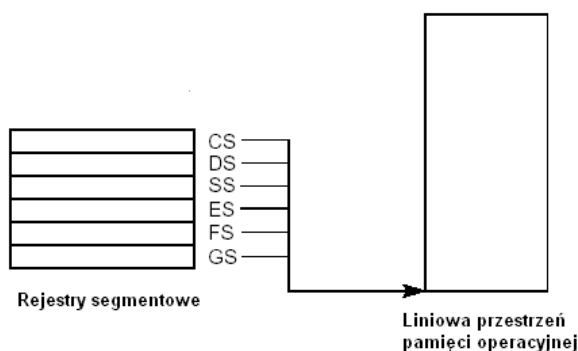 CS
DS
SS
ES
FS
GS
Rejestry segmentowe
Liniowa przestrzeń
pamięci operacyjnej